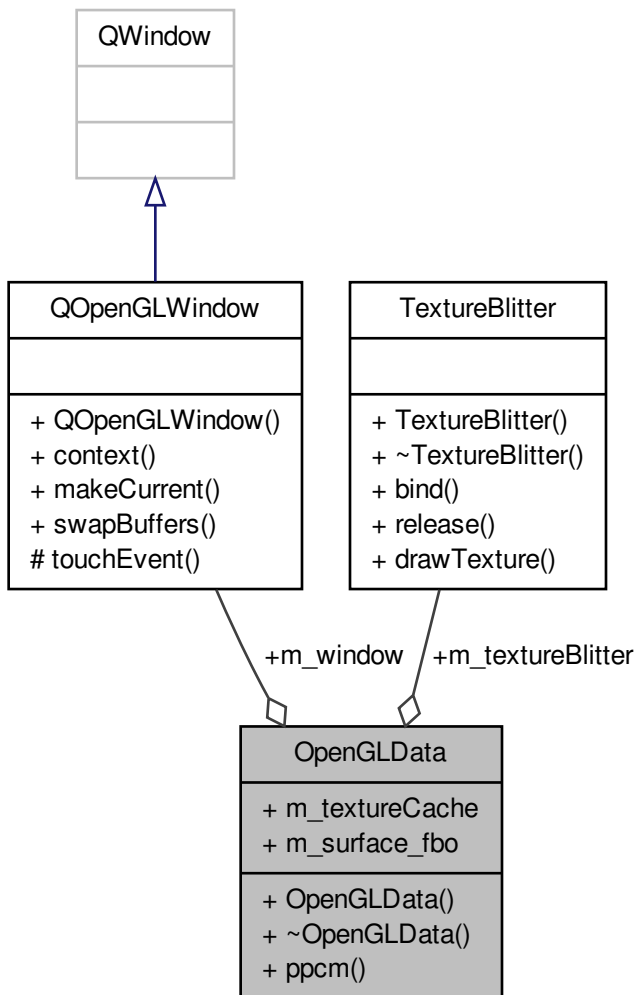 QWindow
QOpenGLWindow
+ QOpenGLWindow()
+ context()
+ makeCurrent()
+ swapBuffers()
# touchEvent()
TextureBlitter
+ TextureBlitter()
+ ~TextureBlitter()
+ bind()
+ release()
+ drawTexture()
+m_window
+m_textureBlitter
OpenGLData
+ m_textureCache
+ m_surface_fbo
+ OpenGLData()
+ ~OpenGLData()
+ ppcm()